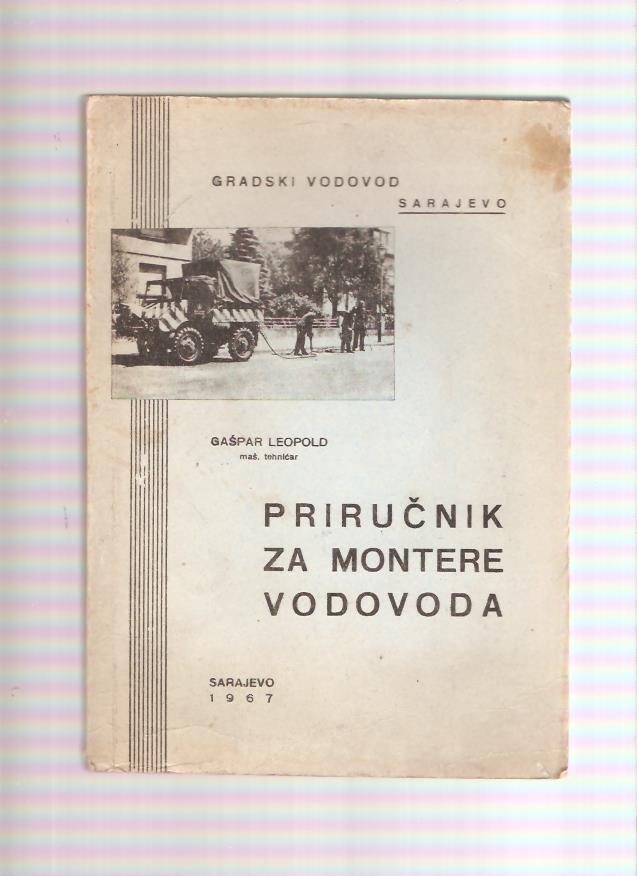 GRADSKI VODOVOD
SARAJEVO
GAŠPAR LEOPOLD
maš. tehničar
PRIRUČNIK
ZA MONTERE
VODOVODA
SARAJEVO
1967